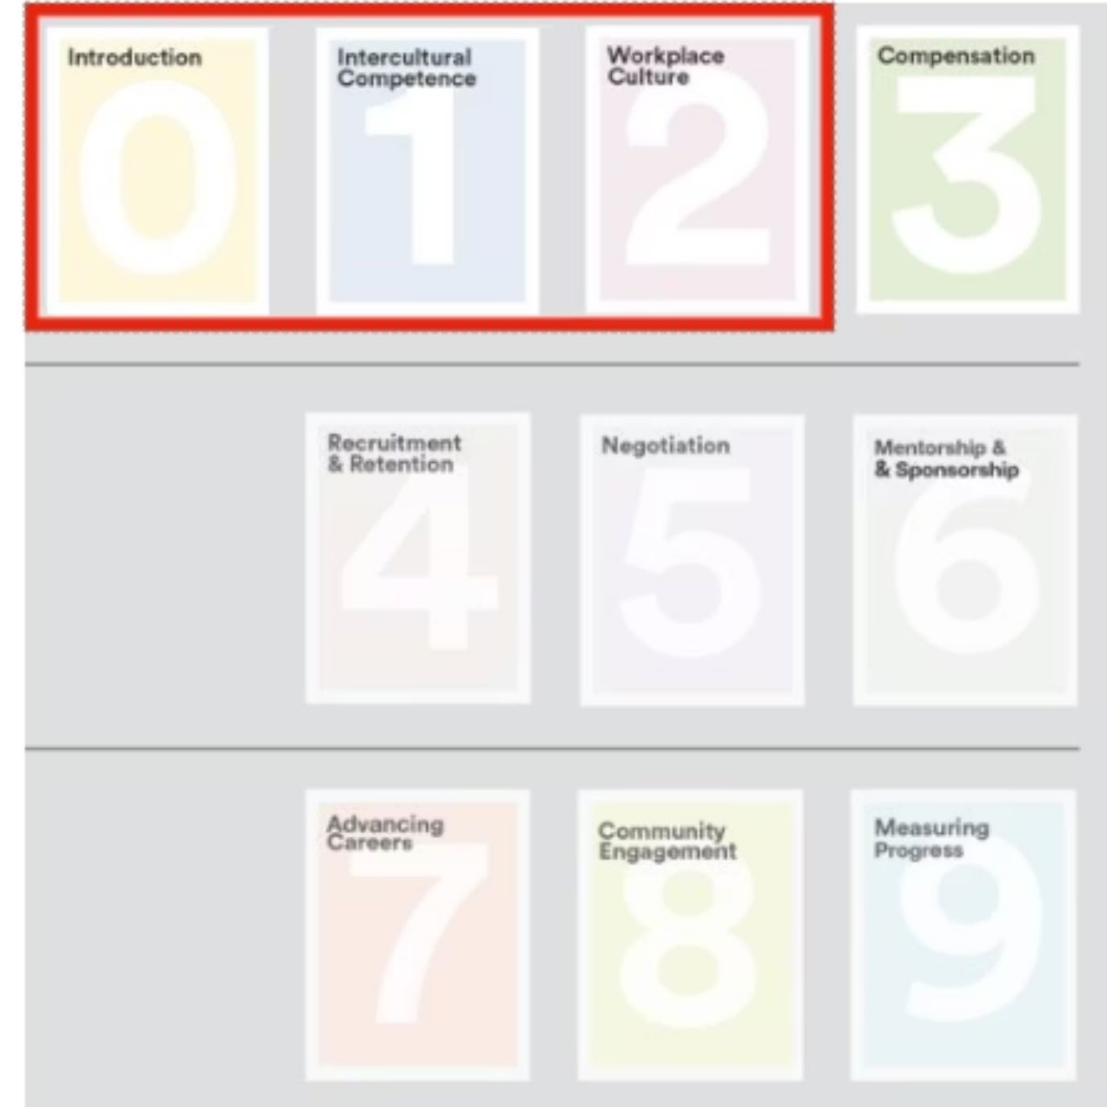 Introduction
0
Intercultural
Competence
1
Workplace
Culture
2
Compensation
3
Recruitment
& Retention
4
Negotiation
5
Mentorship &
& Sponsorship
6
Advancing
Careers
7
Community
Engagement
8
Measuring
Progress
9